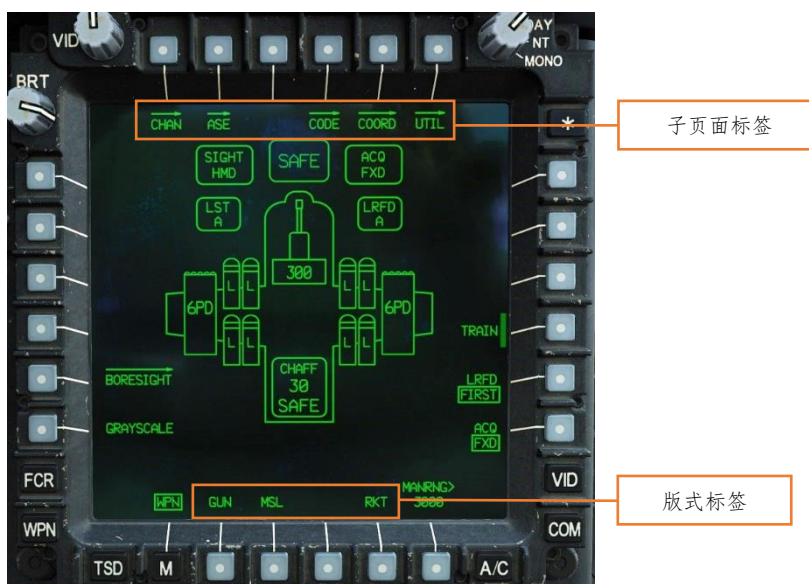 VID
DAY
NT
MONO
BRT
CHAN ASE CODE COORD UTIL
*
子页面标签
SIGHT
HMD
SAFE
ACQ
FXD
LST
A
LRFD
A
300
6PD
L L
L L
6PD
L L
L L
TRAIN
CHAFF
30
SAFE
BORESIGHT
LRFD
FIRST
GRAYSCALE
ACQ
FXD
FCR
VID
MANRNG>
WPN GUN MSL RKT 3000
版式标签
WPN
COM
TSD M A/C